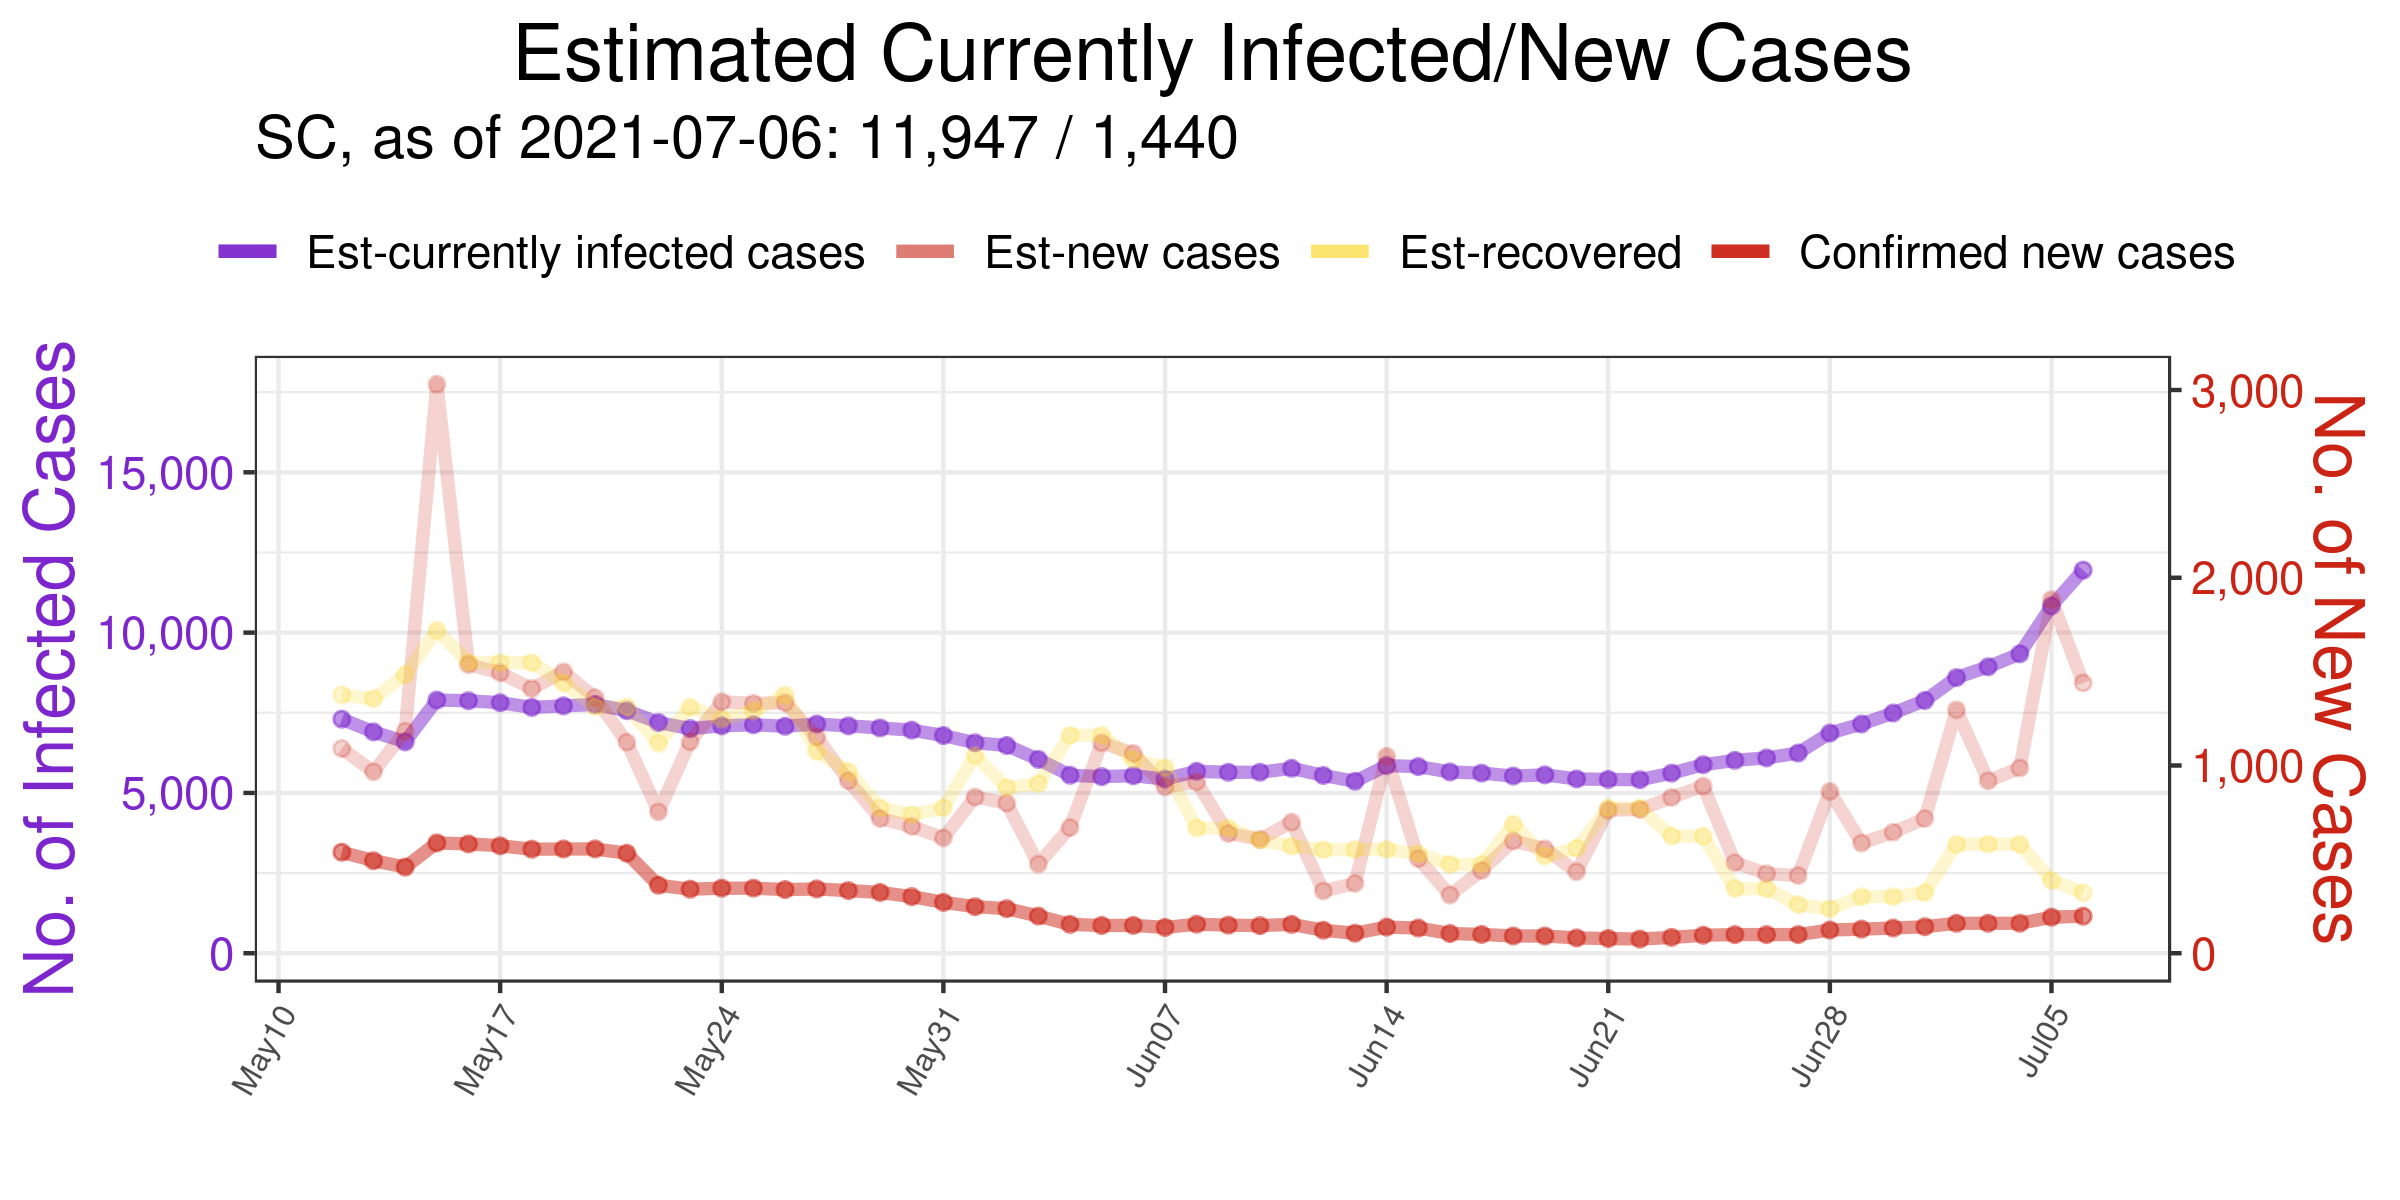 Estimated Currently Infected/New Cases
SC, as of 2021-07-06: 11,947 / 1,440
Est-currently infected cases Est-new cases Est-recovered Confirmed new cases
No. of Infected Cases
15,000
10,000
5,000
0
3,000
2,000
1,000
0
No. of New Cases
May10 May17 May24 May31 Jun07 Jun14 Jun21 Jun28 Jul05